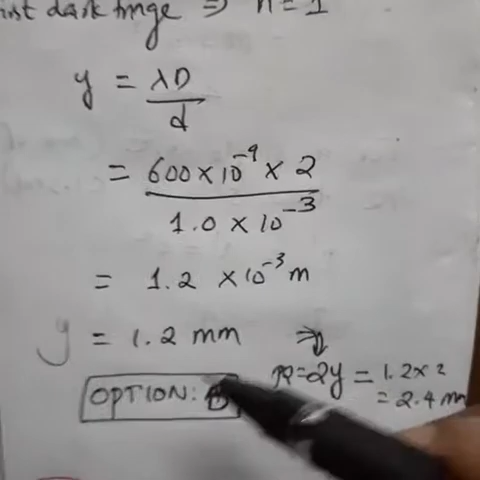 first dark fringe ⇒ n = 1
y = λD / d
= 600 × 10⁻⁹ × 2 / 1.0 × 10⁻³
= 1.2 × 10⁻³ m
y = 1.2 mm
= 2y = 1.2 × 2
= 2.4 m
OPTION: B